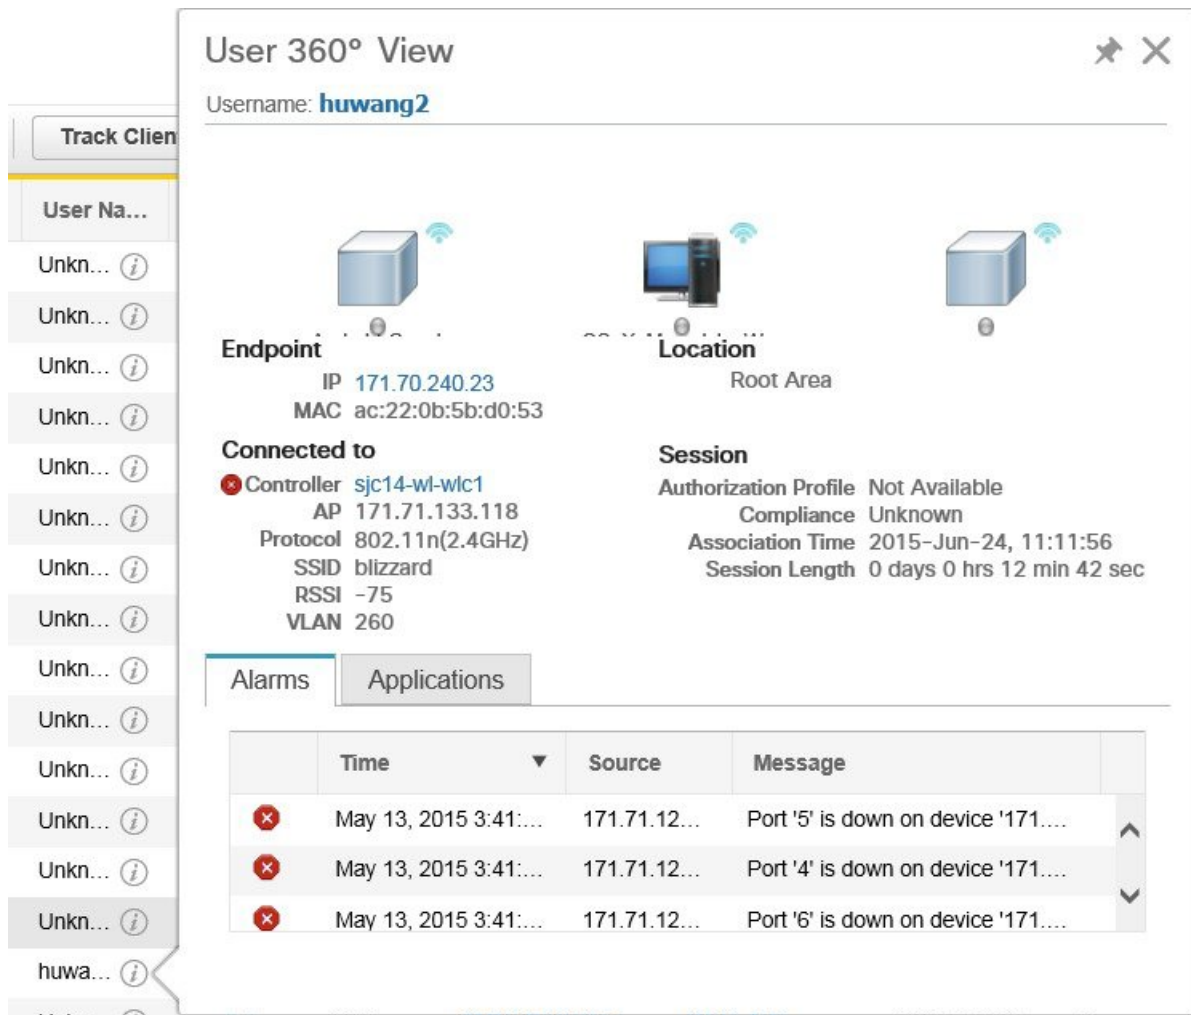 User 360° View
Username: huwang2
Track Clien
User Na...
Unkn...
Unkn...
Unkn...
Unkn...
Unkn...
Unkn...
Unkn...
Unkn...
Unkn...
Unkn...
Unkn...
Unkn...
Unkn...
Unkn...
huwa...
Endpoint
IP 171.70.240.23
MAC ac:22:0b:5b:d0:53
Location
Root Area
Connected to
Controller sjc14-wl-wlc1
AP 171.71.133.118
Protocol 802.11n(2.4GHz)
SSID blizzard
RSSI -75
VLAN 260
Session
Authorization Profile Not Available
Compliance Unknown
Association Time 2015-Jun-24, 11:11:56
Session Length 0 days 0 hrs 12 min 42 sec
Alarms Applications
Time Source Message
May 13, 2015 3:41:... 171.71.12... Port '5' is down on device '171....
May 13, 2015 3:41:... 171.71.12... Port '4' is down on device '171....
May 13, 2015 3:41:... 171.71.12... Port '6' is down on device '171....